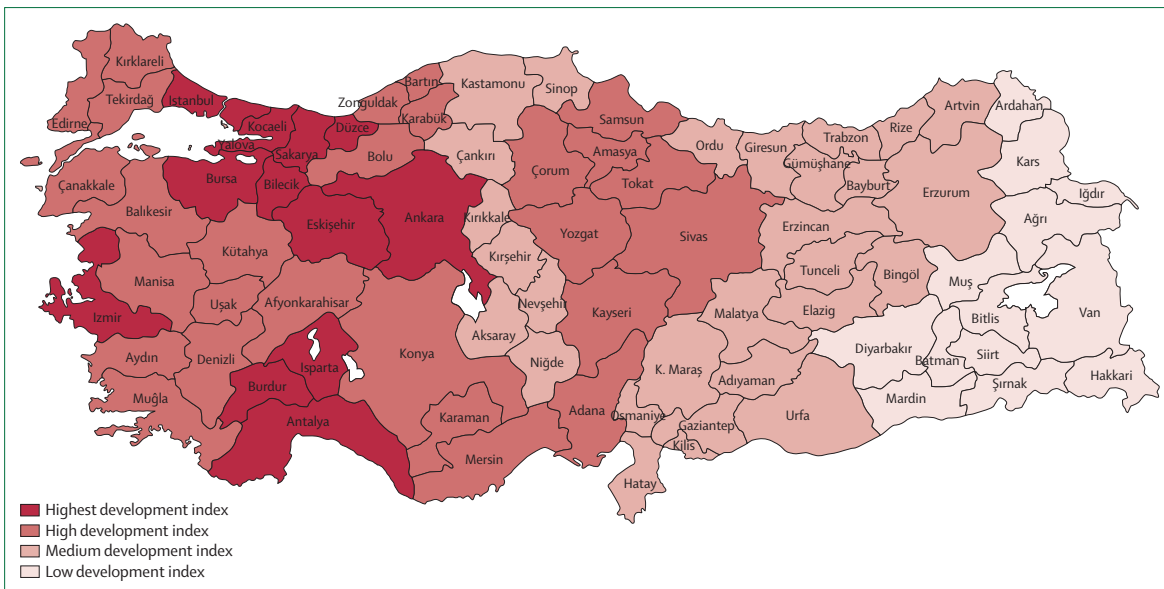 Kırklareli
Tekirdağ
Edirne
Istanbul
Kocaeli
Yalova
Sakarya
Düzce
Zonguldak
Bartın
Karabük
Kastamonu
Sinop
Bolu
Çankırı
Samsun
Amasya
Çorum
Tokat
Ordu
Giresun
Trabzon
Gümüşhane
Bayburt
Rize
Artvin
Ardahan
Kars
Iğdır
Ağrı
Erzurum
Çanakkale
Balıkesir
Bursa
Bilecik
Eskişehir
Ankara
Kırıkkale
Kırşehir
Yozgat
Sivas
Erzincan
Tunceli
Bingöl
Muş
Bitlis
Van
Kütahya
Manisa
Uşak
Afyonkarahisar
Izmir
Aydın
Denizli
Isparta
Burdur
Muğla
Antalya
Konya
Aksaray
Nevşehir
Niğde
Kayseri
Malatya
Elazig
Diyarbakır
Batman
Siirt
Şırnak
Hakkari
Mardin
Karaman
Mersin
Adana
Osmaniye
K. Maraş
Adıyaman
Gaziantep
Kilis
Urfa
Hatay
Highest development index
High development index
Medium development index
Low development index